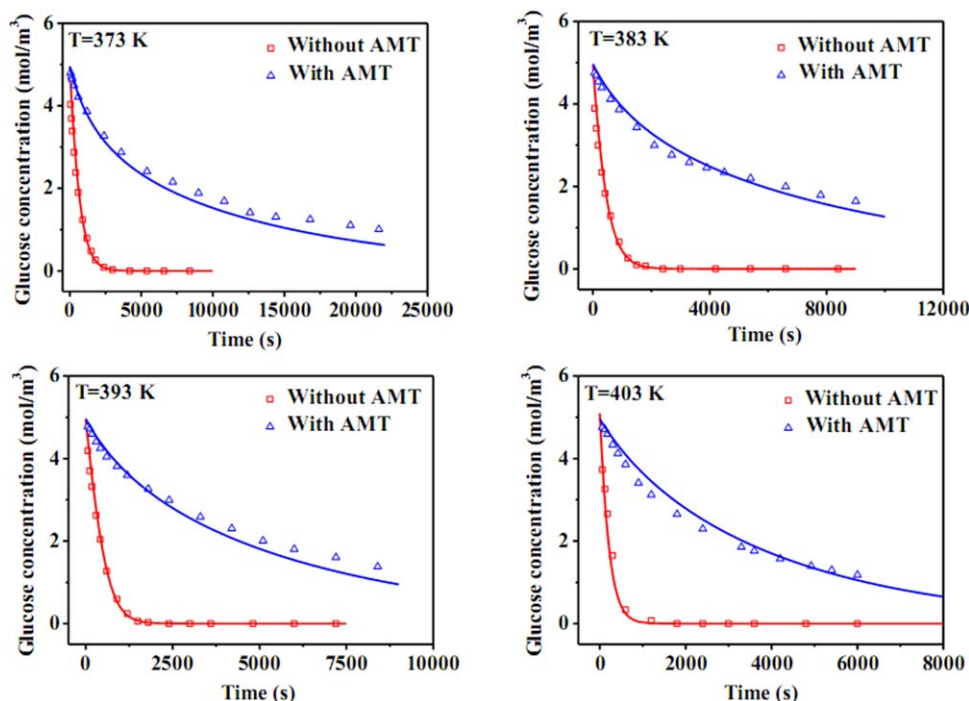 T=373 K
Without AMT
With AMT
Glucose concentration (mol/m³)
6
4
2
0
0 5000 10000 15000 20000 25000
Time (s)
T=383 K
Without AMT
With AMT
Glucose concentration (mol/m³)
6
4
2
0
0 4000 8000 12000
Time (s)
T=393 K
Without AMT
With AMT
Glucose concentration (mol/m³)
6
4
2
0
0 2500 5000 7500 10000
Time (s)
T=403 K
Without AMT
With AMT
Glucose concentration (mol/m³)
6
4
2
0
0 2000 4000 6000 8000
Time (s)